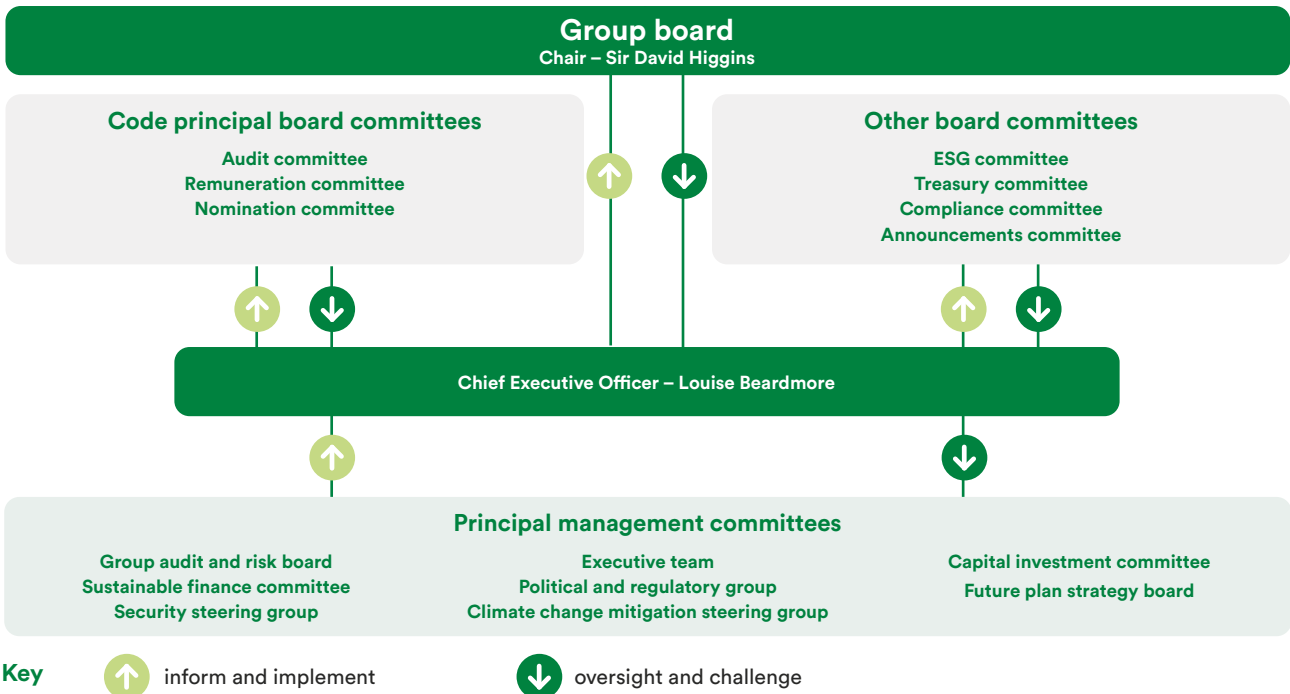 Group board
Chair – Sir David Higgins
Code principal board committees
Audit committee
Remuneration committee
Nomination committee
Other board committees
ESG committee
Treasury committee
Compliance committee
Announcements committee
Chief Executive Officer – Louise Beardmore
Principal management committees
Group audit and risk board
Sustainable finance committee
Security steering group
Executive team
Political and regulatory group
Climate change mitigation steering group
Capital investment committee
Future plan strategy board
Key
inform and implement
oversight and challenge